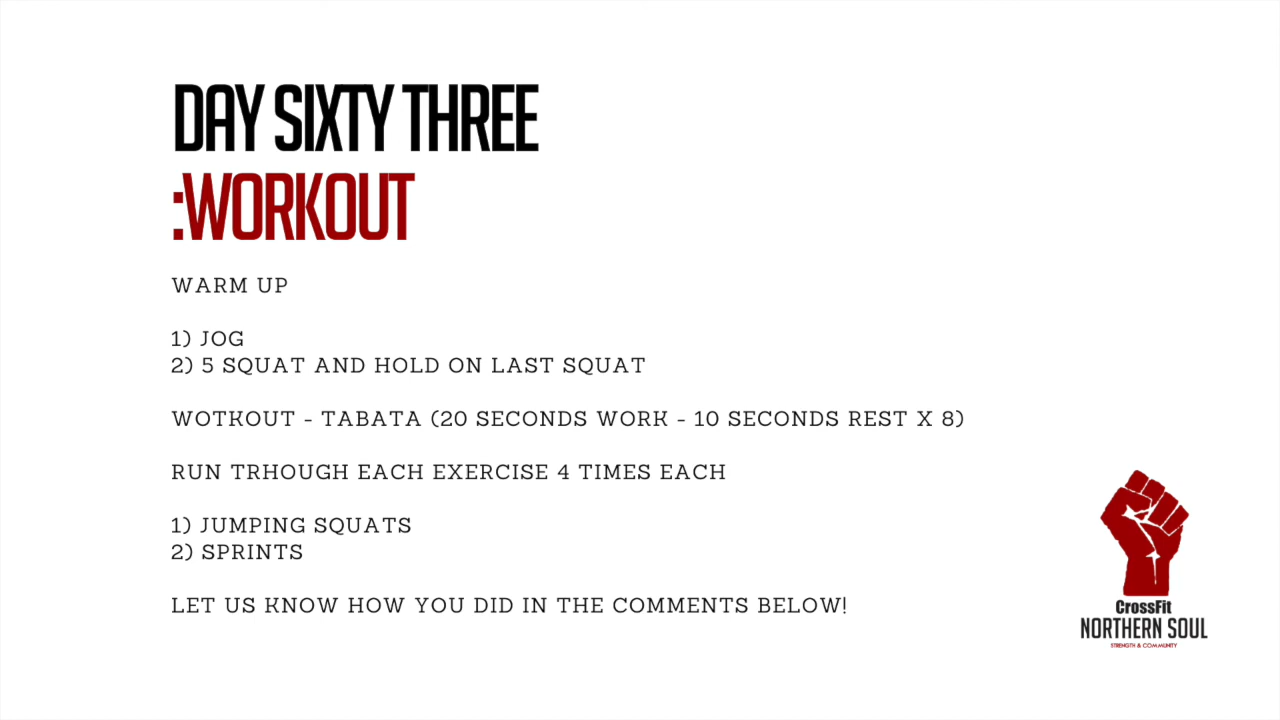 DAY SIXTY THREE
:WORKOUT
WARM UP
1) JOG
2) 5 SQUAT AND HOLD ON LAST SQUAT
WOTKOUT - TABATA (20 SECONDS WORK - 10 SECONDS REST X 8)
RUN TRHOUGH EACH EXERCISE 4 TIMES EACH
1) JUMPING SQUATS
2) SPRINTS
LET US KNOW HOW YOU DID IN THE COMMENTS BELOW!
CrossFit
NORTHERN SOUL
STRENGTH & COMMUNITY